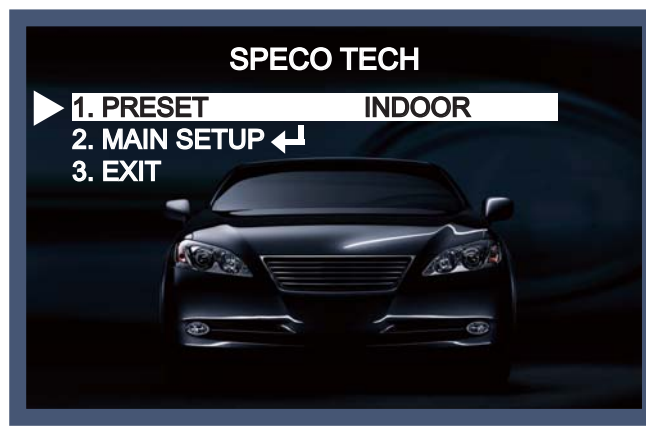 SPECO TECH
1. PRESET INDOOR
2. MAIN SETUP ↵
3. EXIT